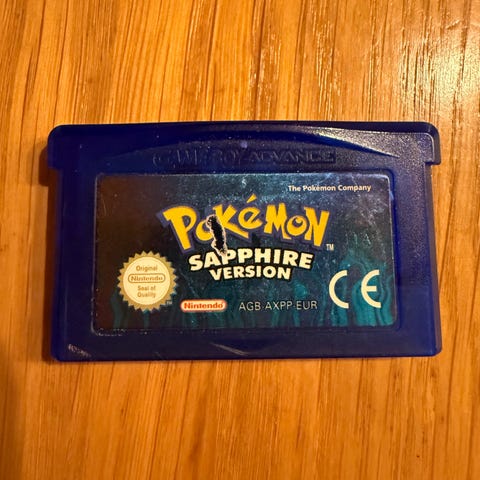 GAME BOY ADVANCE
The Pokémon Company
POKéMON
TM
SAPPHIRE
VERSION
Original
Nintendo
Seal of
Quality
Nintendo
AGB-AXPP-EUR
CE